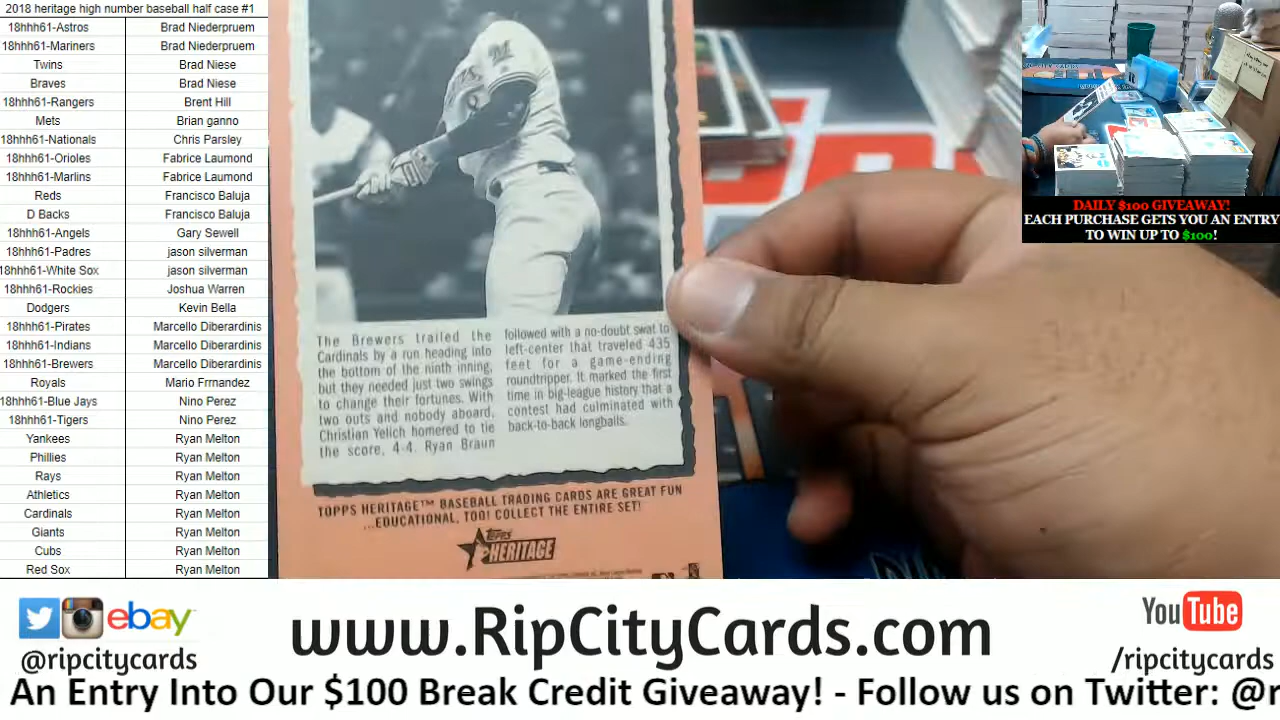 2018 heritage high number baseball half case #1
18hhh61-Astros Brad Niederpruem
18hhh61-Mariners Brad Niederpruem
Twins Brad Niese
Braves Brad Niese
18hhh61-Rangers Brent Hill
Mets Brian ganno
18hhh61-Nationals Chris Parsley
18hhh61-Orioles Fabrice Laumond
18hhh61-Marlins Fabrice Laumond
Reds Francisco Baluja
D Backs Francisco Baluja
18hhh61-Angels Gary Sewell
18hhh61-Padres jason silverman
18hhh61-White Sox jason silverman
18hhh61-Rockies Joshua Warren
Dodgers Kevin Bella
18hhh61-Pirates Marcello Diberardinis
18hhh61-Indians Marcello Diberardinis
18hhh61-Brewers Marcello Diberardinis
Royals Mario Frrnandez
18hhh61-Blue Jays Nino Perez
18hhh61-Tigers Nino Perez
Yankees Ryan Melton
Phillies Ryan Melton
Rays Ryan Melton
Athletics Ryan Melton
Cardinals Ryan Melton
Giants Ryan Melton
Cubs Ryan Melton
Red Sox Ryan Melton
M
The Brewers trailed the
Cardinals by a run heading into
the bottom of the ninth inning,
but they needed just two swings
to change their fortunes. With
two outs and nobody aboard,
Christian Yelich homered to tie
the score, 4-4. Ryan Braun
followed with a no-doubt swat to
left-center that traveled 435
feet for a game-ending
roundtripper. It marked the first
time in big-league history that a
contest had culminated with
back-to-back longballs.
TOPPS HERITAGE™ BASEBALL TRADING CARDS ARE GREAT FUN
...EDUCATIONAL, TOO! COLLECT THE ENTIRE SET!
TOPPS
HERITAGE
DAILY $100 GIVEAWAY!
EACH PURCHASE GETS YOU AN ENTRY
TO WIN UP TO $100!
ebay
@ripcitycards
www.RipCityCards.com
YouTube
/ripcitycards
An Entry Into Our $100 Break Credit Giveaway! - Follow us on Twitter: @r